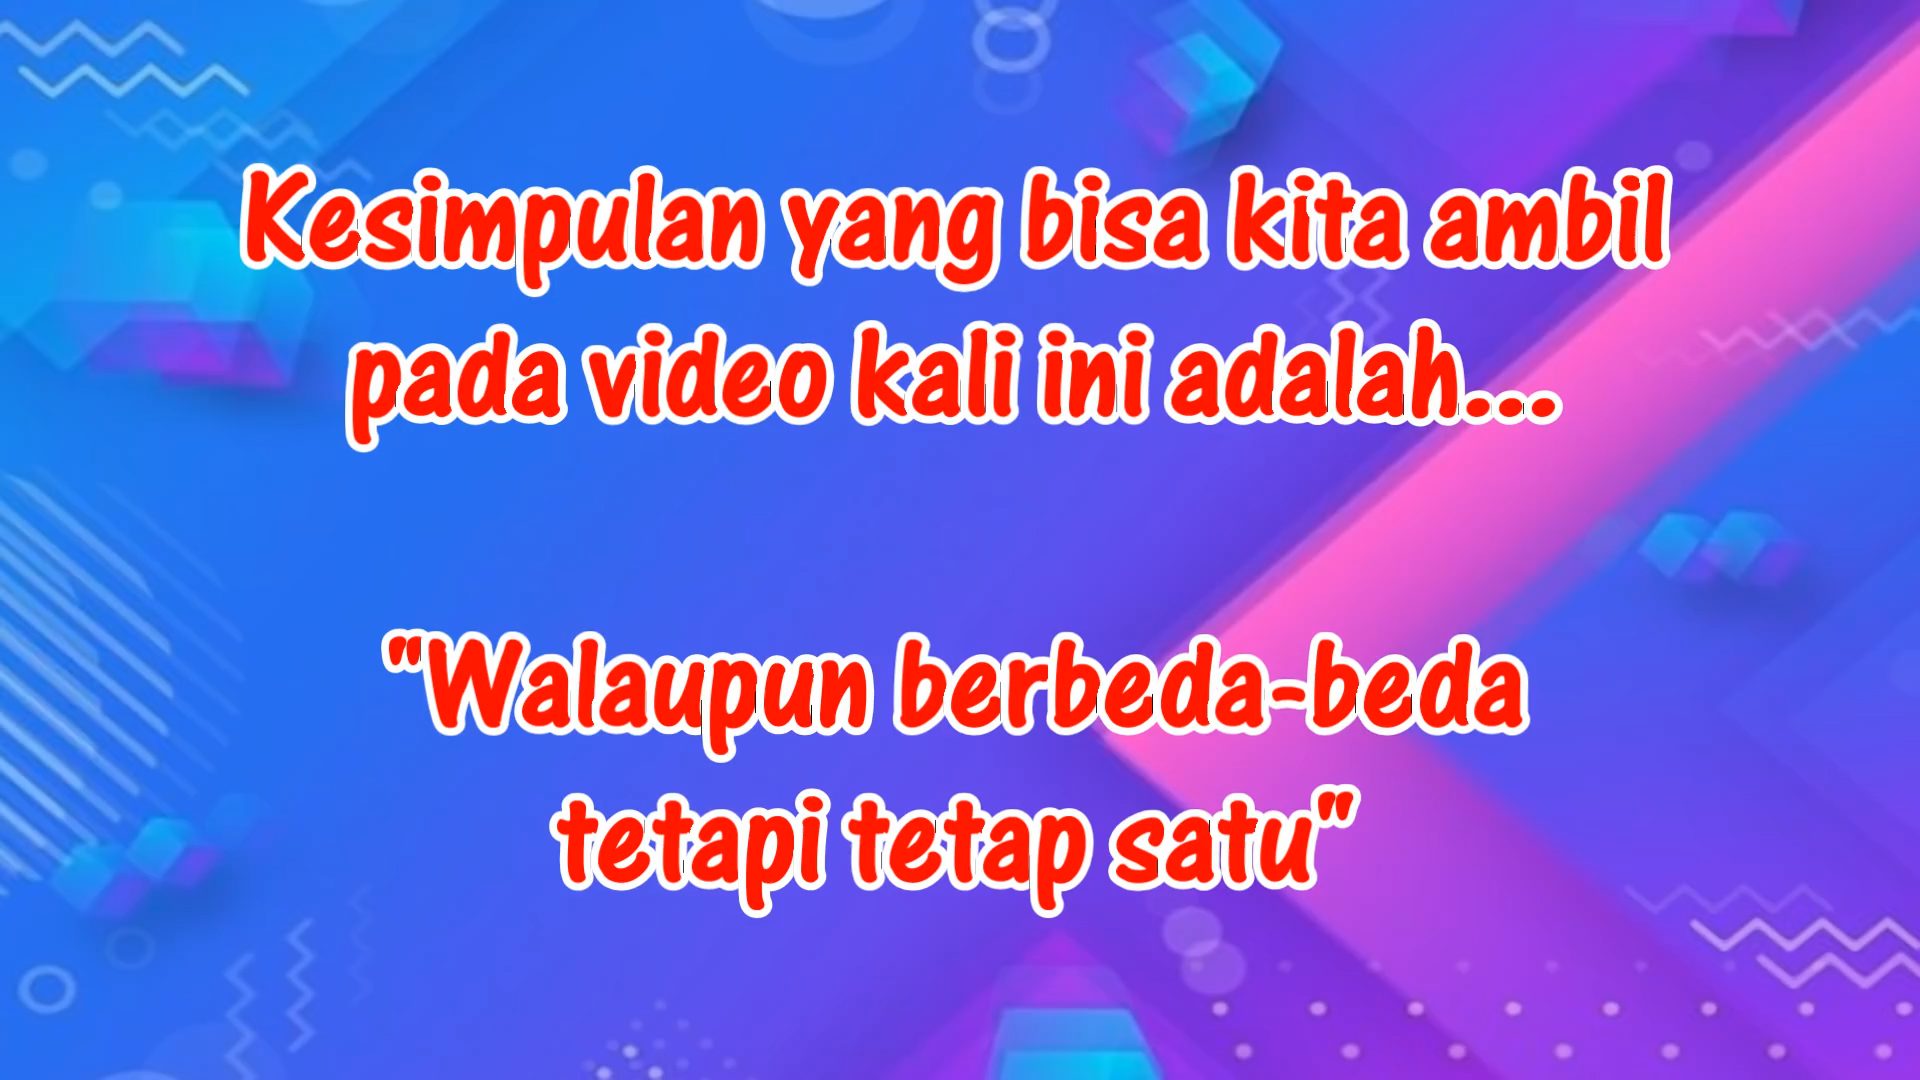 Kesimpulan yang bisa kita ambil
pada video kali ini adalah...
"Walaupun berbeda-beda
tetapi tetap satu"